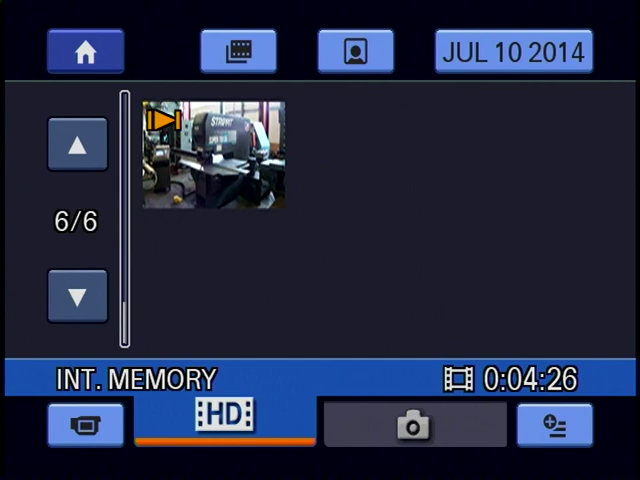 JUL 10 2014
STRIPPIT
6/6
INT. MEMORY
0:04:26
HD